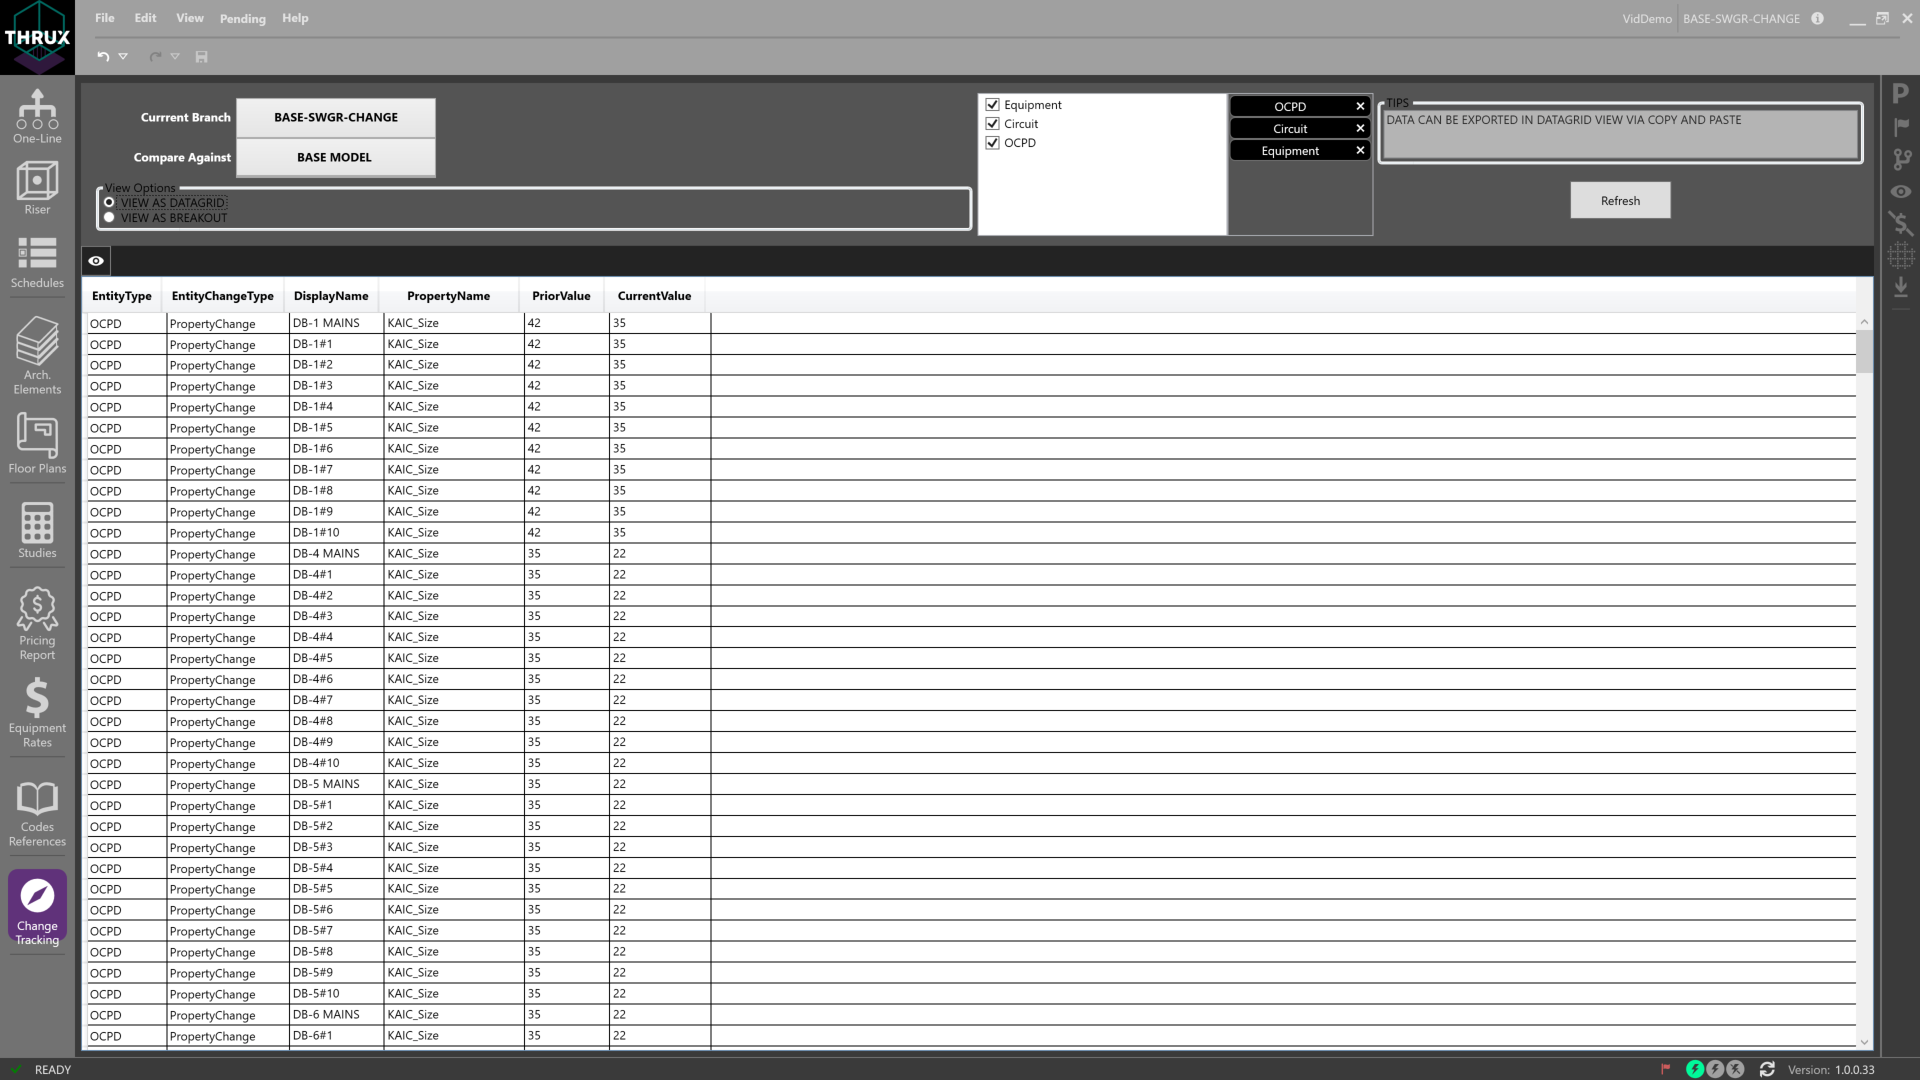 THRUX
File Edit View Pending Help
VidDemo BASE-SWGR-CHANGE
Currrent Branch BASE-SWGR-CHANGE
Compare Against BASE MODEL
View Options
VIEW AS DATAGRID
VIEW AS BREAKOUT
Equipment
Circuit
OCPD
OCPD
Circuit
Equipment
TIPS
DATA CAN BE EXPORTED IN DATAGRID VIEW VIA COPY AND PASTE
Refresh
One-Line
Riser
Schedules
Arch.
Elements
Floor Plans
Studies
Pricing
Report
Equipment
Rates
Codes
References
Change
Tracking
EntityType EntityChangeType DisplayName PropertyName PriorValue CurrentValue
OCPD PropertyChange DB-1 MAINS KAIC_Size 42 35
OCPD PropertyChange DB-1#1 KAIC_Size 42 35
OCPD PropertyChange DB-1#2 KAIC_Size 42 35
OCPD PropertyChange DB-1#3 KAIC_Size 42 35
OCPD PropertyChange DB-1#4 KAIC_Size 42 35
OCPD PropertyChange DB-1#5 KAIC_Size 42 35
OCPD PropertyChange DB-1#6 KAIC_Size 42 35
OCPD PropertyChange DB-1#7 KAIC_Size 42 35
OCPD PropertyChange DB-1#8 KAIC_Size 42 35
OCPD PropertyChange DB-1#9 KAIC_Size 42 35
OCPD PropertyChange DB-1#10 KAIC_Size 42 35
OCPD PropertyChange DB-4 MAINS KAIC_Size 35 22
OCPD PropertyChange DB-4#1 KAIC_Size 35 22
OCPD PropertyChange DB-4#2 KAIC_Size 35 22
OCPD PropertyChange DB-4#3 KAIC_Size 35 22
OCPD PropertyChange DB-4#4 KAIC_Size 35 22
OCPD PropertyChange DB-4#5 KAIC_Size 35 22
OCPD PropertyChange DB-4#6 KAIC_Size 35 22
OCPD PropertyChange DB-4#7 KAIC_Size 35 22
OCPD PropertyChange DB-4#8 KAIC_Size 35 22
OCPD PropertyChange DB-4#9 KAIC_Size 35 22
OCPD PropertyChange DB-4#10 KAIC_Size 35 22
OCPD PropertyChange DB-5 MAINS KAIC_Size 35 22
OCPD PropertyChange DB-5#1 KAIC_Size 35 22
OCPD PropertyChange DB-5#2 KAIC_Size 35 22
OCPD PropertyChange DB-5#3 KAIC_Size 35 22
OCPD PropertyChange DB-5#4 KAIC_Size 35 22
OCPD PropertyChange DB-5#5 KAIC_Size 35 22
OCPD PropertyChange DB-5#6 KAIC_Size 35 22
OCPD PropertyChange DB-5#7 KAIC_Size 35 22
OCPD PropertyChange DB-5#8 KAIC_Size 35 22
OCPD PropertyChange DB-5#9 KAIC_Size 35 22
OCPD PropertyChange DB-5#10 KAIC_Size 35 22
OCPD PropertyChange DB-6 MAINS KAIC_Size 35 22
OCPD PropertyChange DB-6#1 KAIC_Size 35 22
READY
Version: 1.0.0.33